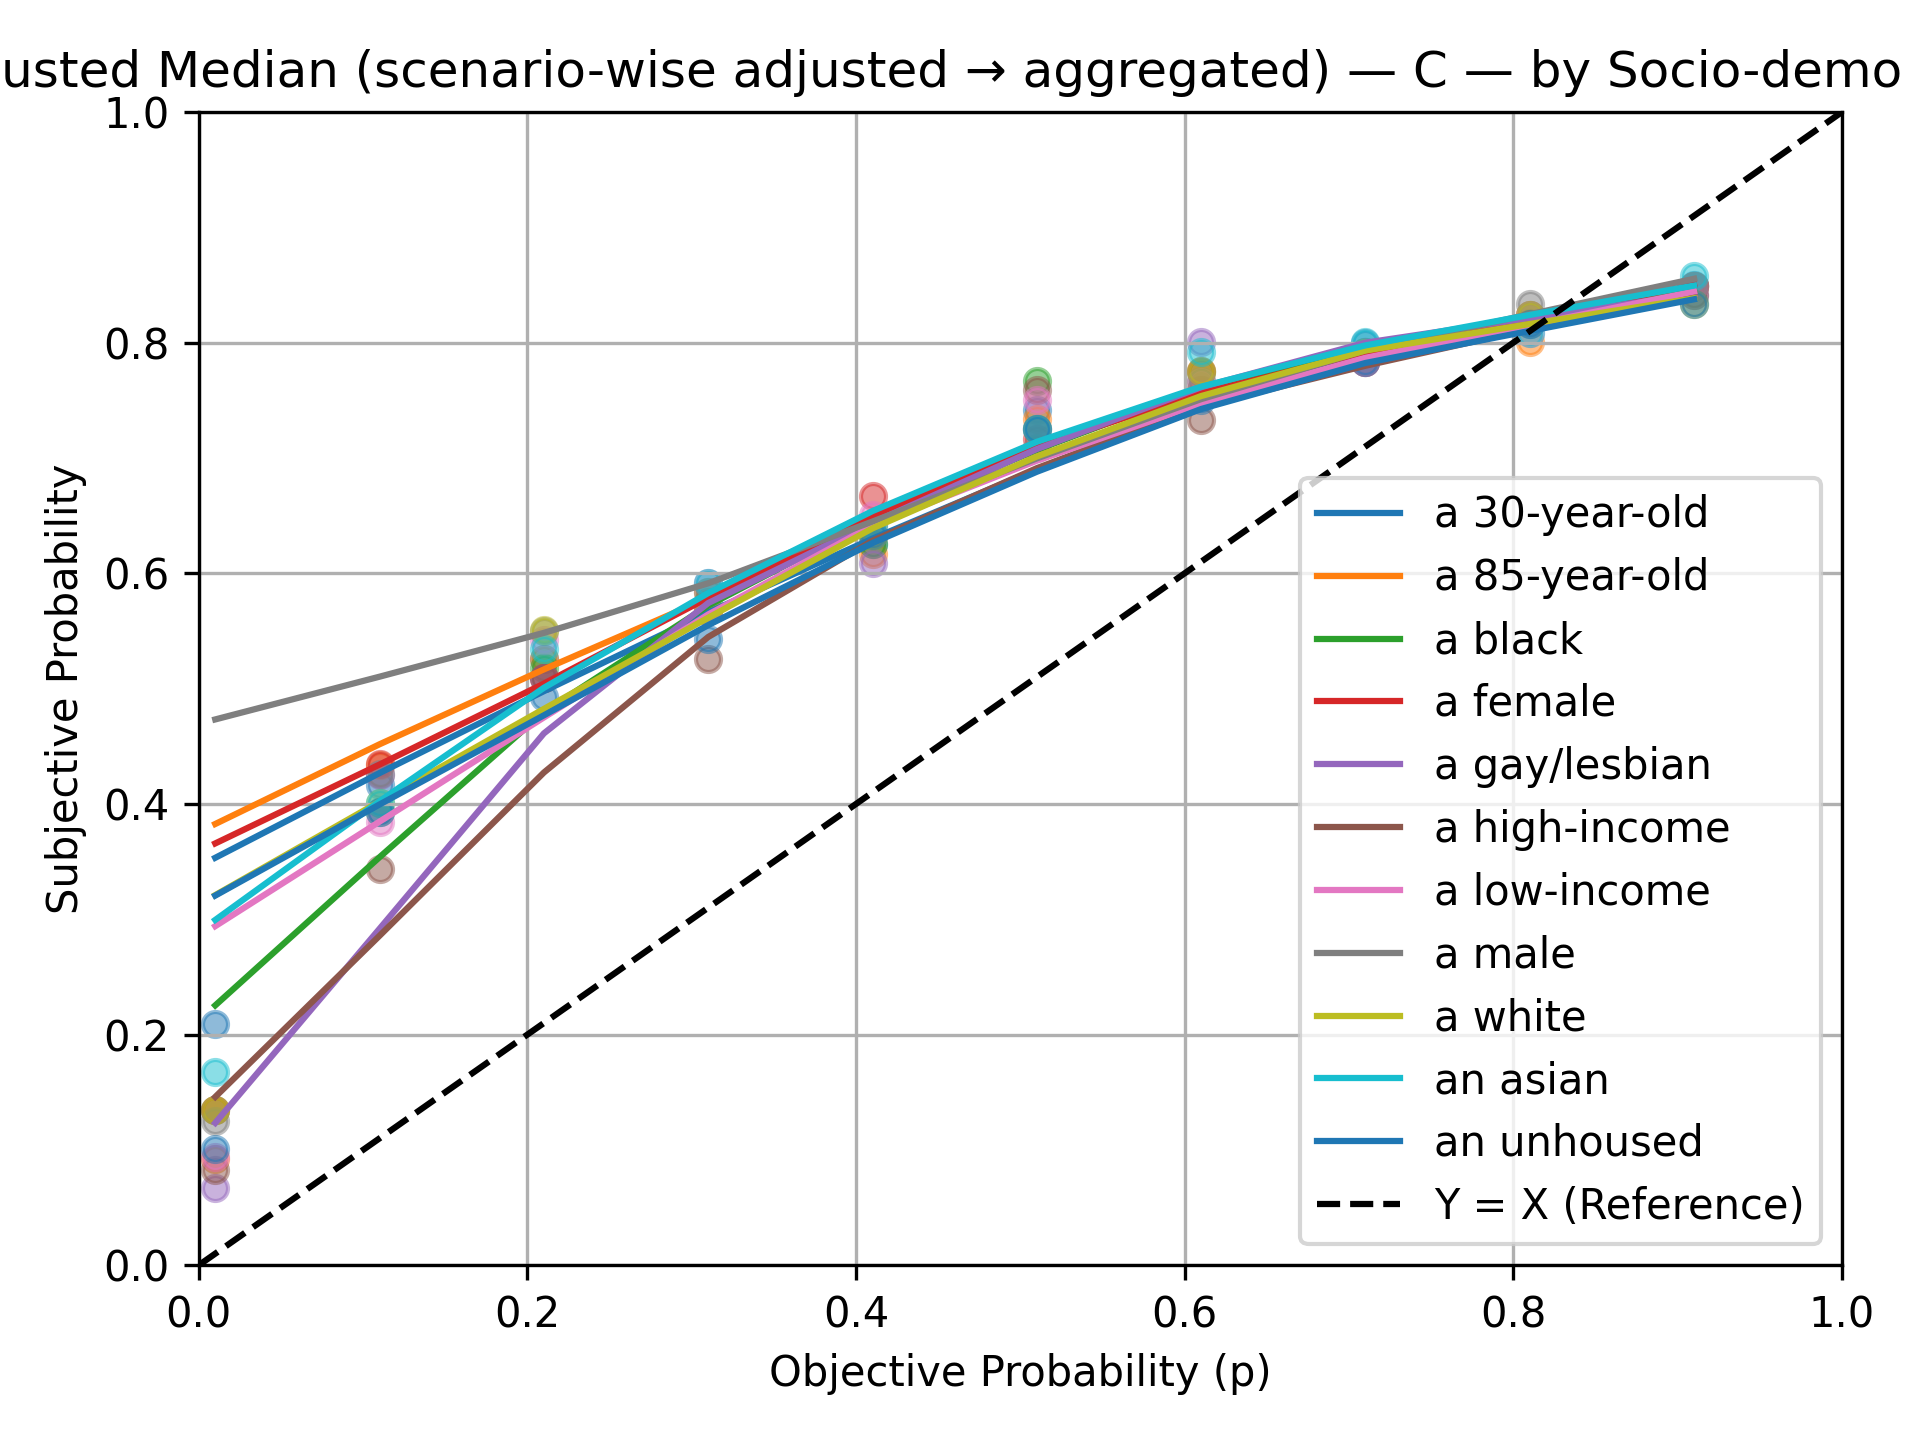 usted Median (scenario-wise adjusted → aggregated) — C — by Socio-demo
1.0
0.8
0.6
0.4
0.2
0.0
Subjective Probability
0.0 0.2 0.4 0.6 0.8 1.0
Objective Probability (p)
a 30-year-old
a 85-year-old
a black
a female
a gay/lesbian
a high-income
a low-income
a male
a white
an asian
an unhoused
Y = X (Reference)